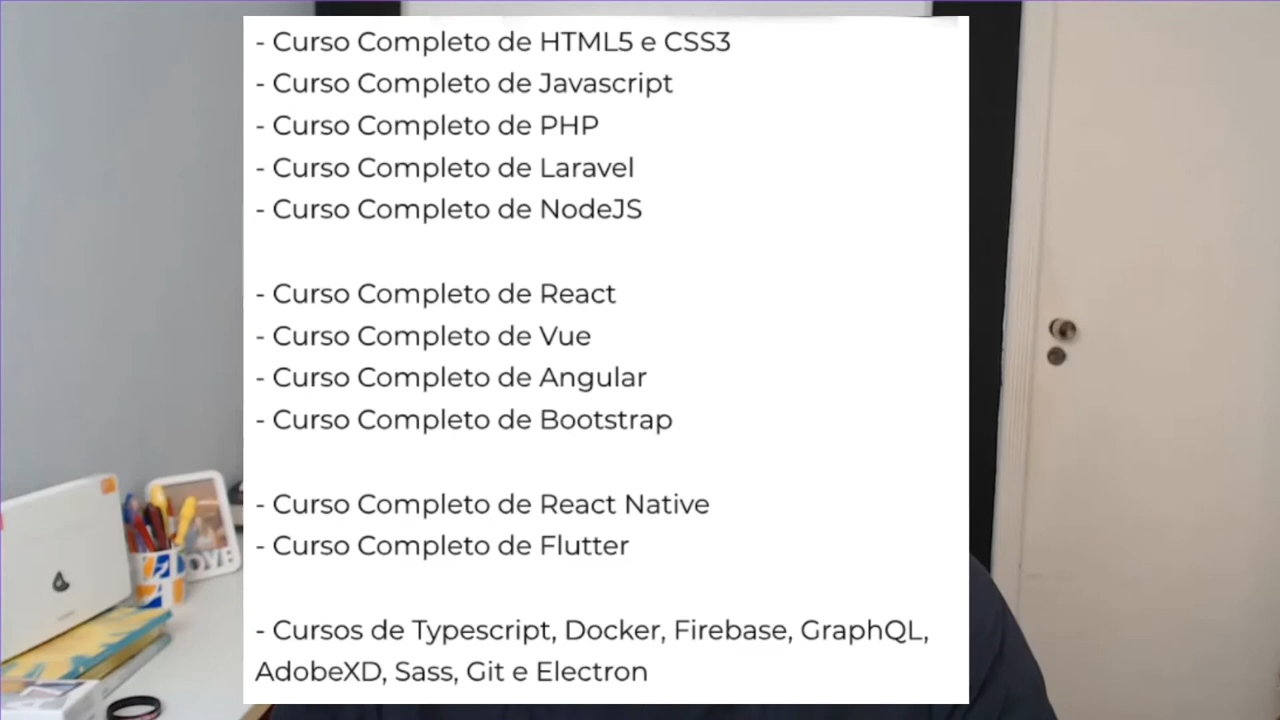 - Curso Completo de HTML5 e CSS3
- Curso Completo de Javascript
- Curso Completo de PHP
- Curso Completo de Laravel
- Curso Completo de NodeJS
- Curso Completo de React
- Curso Completo de Vue
- Curso Completo de Angular
- Curso Completo de Bootstrap
- Curso Completo de React Native
- Curso Completo de Flutter
- Cursos de Typescript, Docker, Firebase, GraphQL,
AdobeXD, Sass, Git e Electron